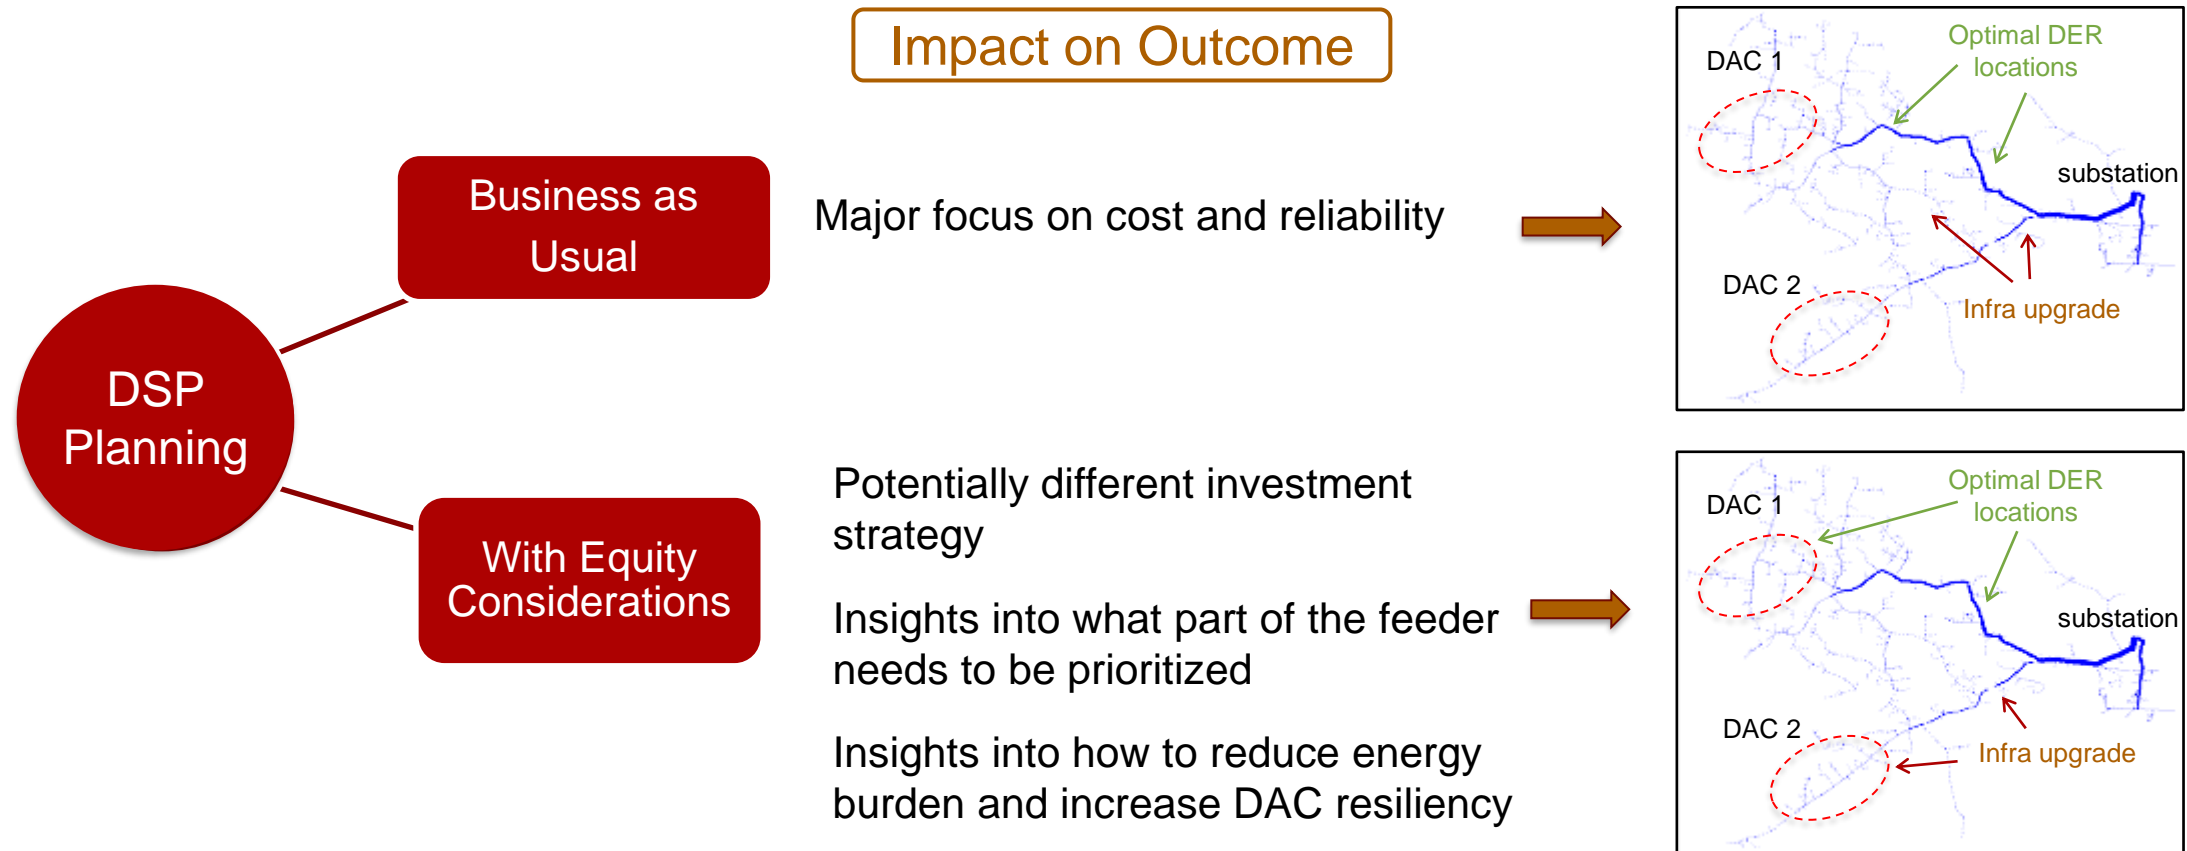 Impact on Outcome
DSP
Planning
Business as
Usual
Major focus on cost and reliability
With Equity
Considerations
Potentially different investment
strategy
Insights into what part of the feeder
needs to be prioritized
Insights into how to reduce energy
burden and increase DAC resiliency
DAC 1
Optimal DER
locations
substation
DAC 2
Infra upgrade
DAC 1
Optimal DER
locations
substation
DAC 2
Infra upgrade